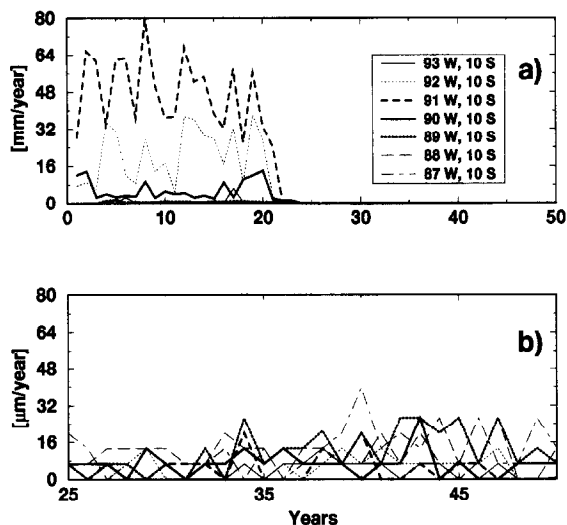 80
64
48
32
16
0
[mm/year]
93 W, 10 S
92 W, 10 S
91 W, 10 S
90 W, 10 S
89 W, 10 S
88 W, 10 S
87 W, 10 S
a)
0 10 20 30 40 50
80
64
48
32
16
0
[μm/year]
b)
25 35 45
Years